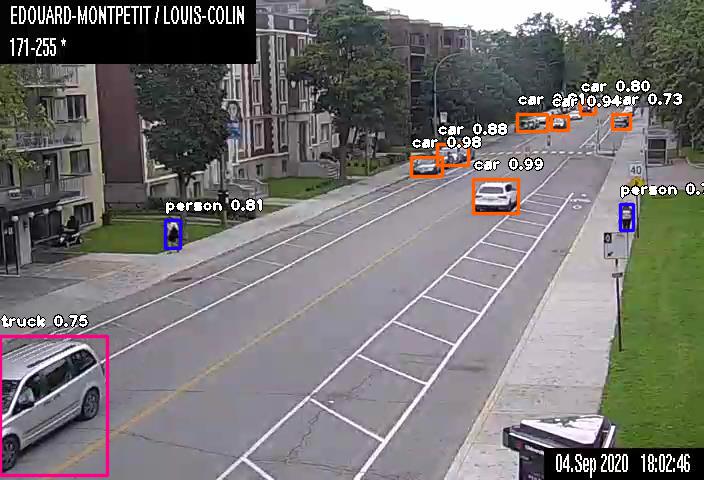 EDOUARD-MONTPETIT / LOUIS-COLIN
171-255 *
car 0.80
car 0.94
car 0.73
car 0.88
car 0.98
car 0.99
40
person 0.81
person 0.7
truck 0.75
04.Sep 2020 18:02:46